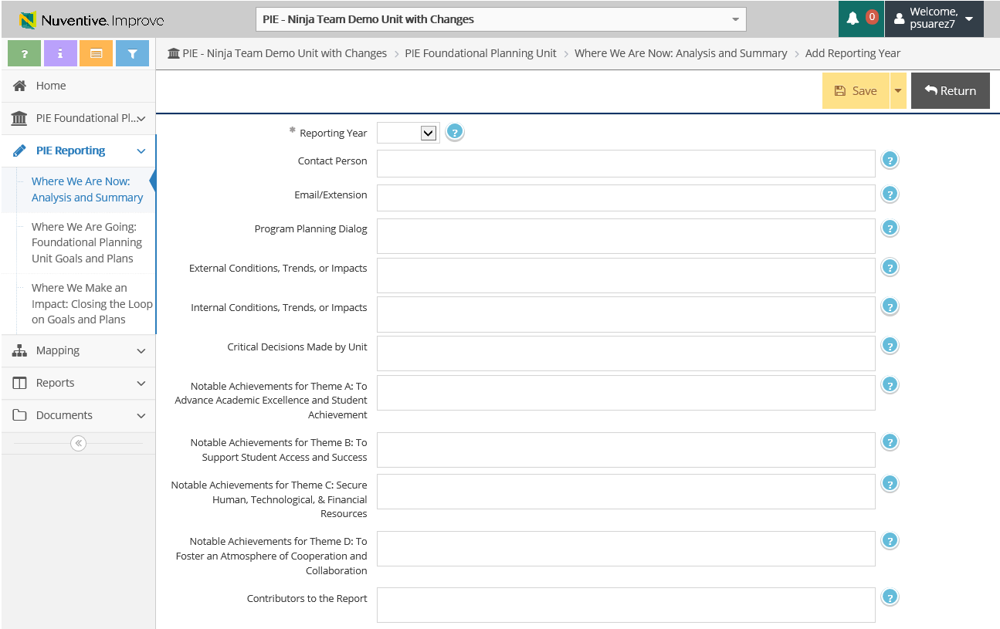 Nuventive. Improve
PIE - Ninja Team Demo Unit with Changes
0
Welcome,
psuarez7
?
i
PIE - Ninja Team Demo Unit with Changes > PIE Foundational Planning Unit > Where We Are Now: Analysis and Summary > Add Reporting Year
Home
PIE Foundational Pl...
PIE Reporting
Where We Are Now:
Analysis and Summary
Where We Are Going:
Foundational Planning
Unit Goals and Plans
Where We Make an
Impact: Closing the Loop
on Goals and Plans
Mapping
Reports
Documents
Save
Return
* Reporting Year
?
Contact Person
?
Email/Extension
?
Program Planning Dialog
?
External Conditions, Trends, or Impacts
?
Internal Conditions, Trends, or Impacts
?
Critical Decisions Made by Unit
?
Notable Achievements for Theme A: To
Advance Academic Excellence and Student
Achievement
?
Notable Achievements for Theme B: To
Support Student Access and Success
?
Notable Achievements for Theme C: Secure
Human, Technological, & Financial
Resources
?
Notable Achievements for Theme D: To
Foster an Atmosphere of Cooperation and
Collaboration
?
Contributors to the Report
?